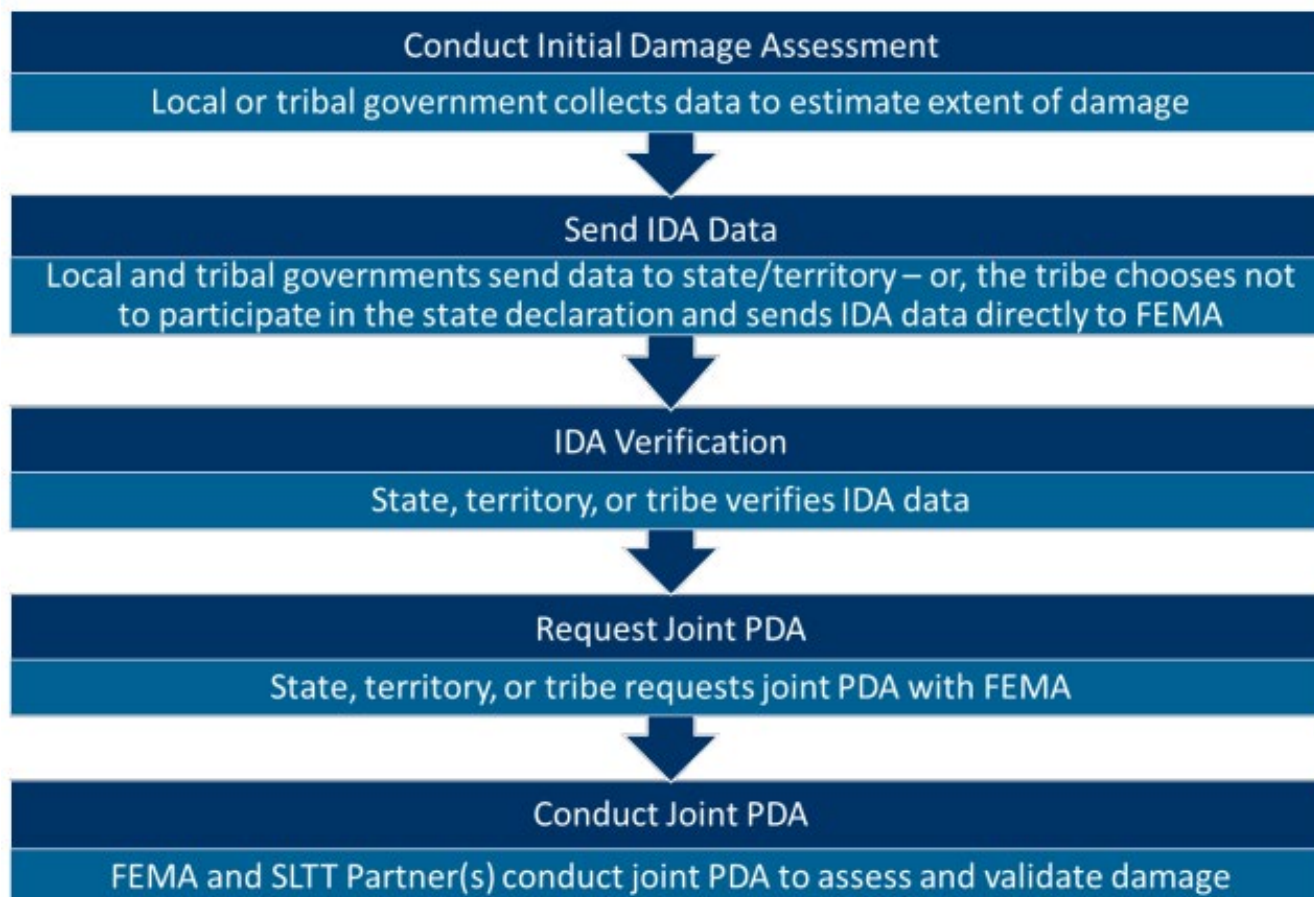 Conduct Initial Damage Assessment
Local or tribal government collects data to estimate extent of damage
Send IDA Data
Local and tribal governments send data to state/territory – or, the tribe chooses not
to participate in the state declaration and sends IDA data directly to FEMA
IDA Verification
State, territory, or tribe verifies IDA data
Request Joint PDA
State, territory, or tribe requests joint PDA with FEMA
Conduct Joint PDA
FEMA and SLTT Partner(s) conduct joint PDA to assess and validate damage